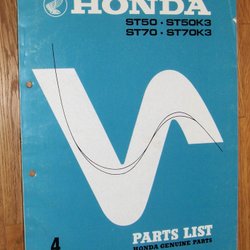 HONDA
ST50 · ST50K3
ST70 · ST70K3
4
PARTS LIST
HONDA GENUINE PARTS